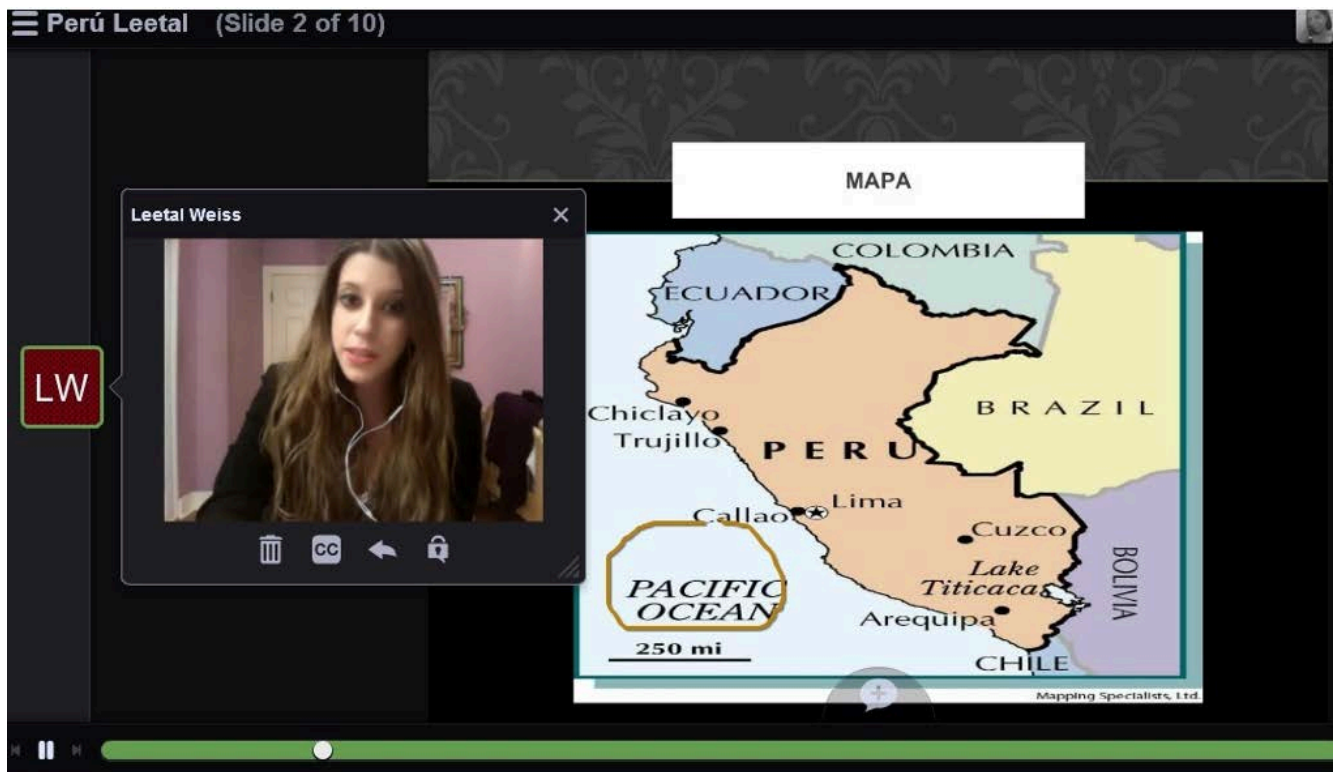 Perú Leetal (Slide 2 of 10)
MAPA
Leetal Weiss
LW
CC
COLOMBIA
ECUADOR
BRAZIL
Chiclayo
Trujillo
PERU
Lima
Callao
Cuzco
Lake
Titicaca
BOLIVIA
PACIFIC
OCEAN
Arequipa
250 mi
CHILE
Mapping Specialists, Ltd.